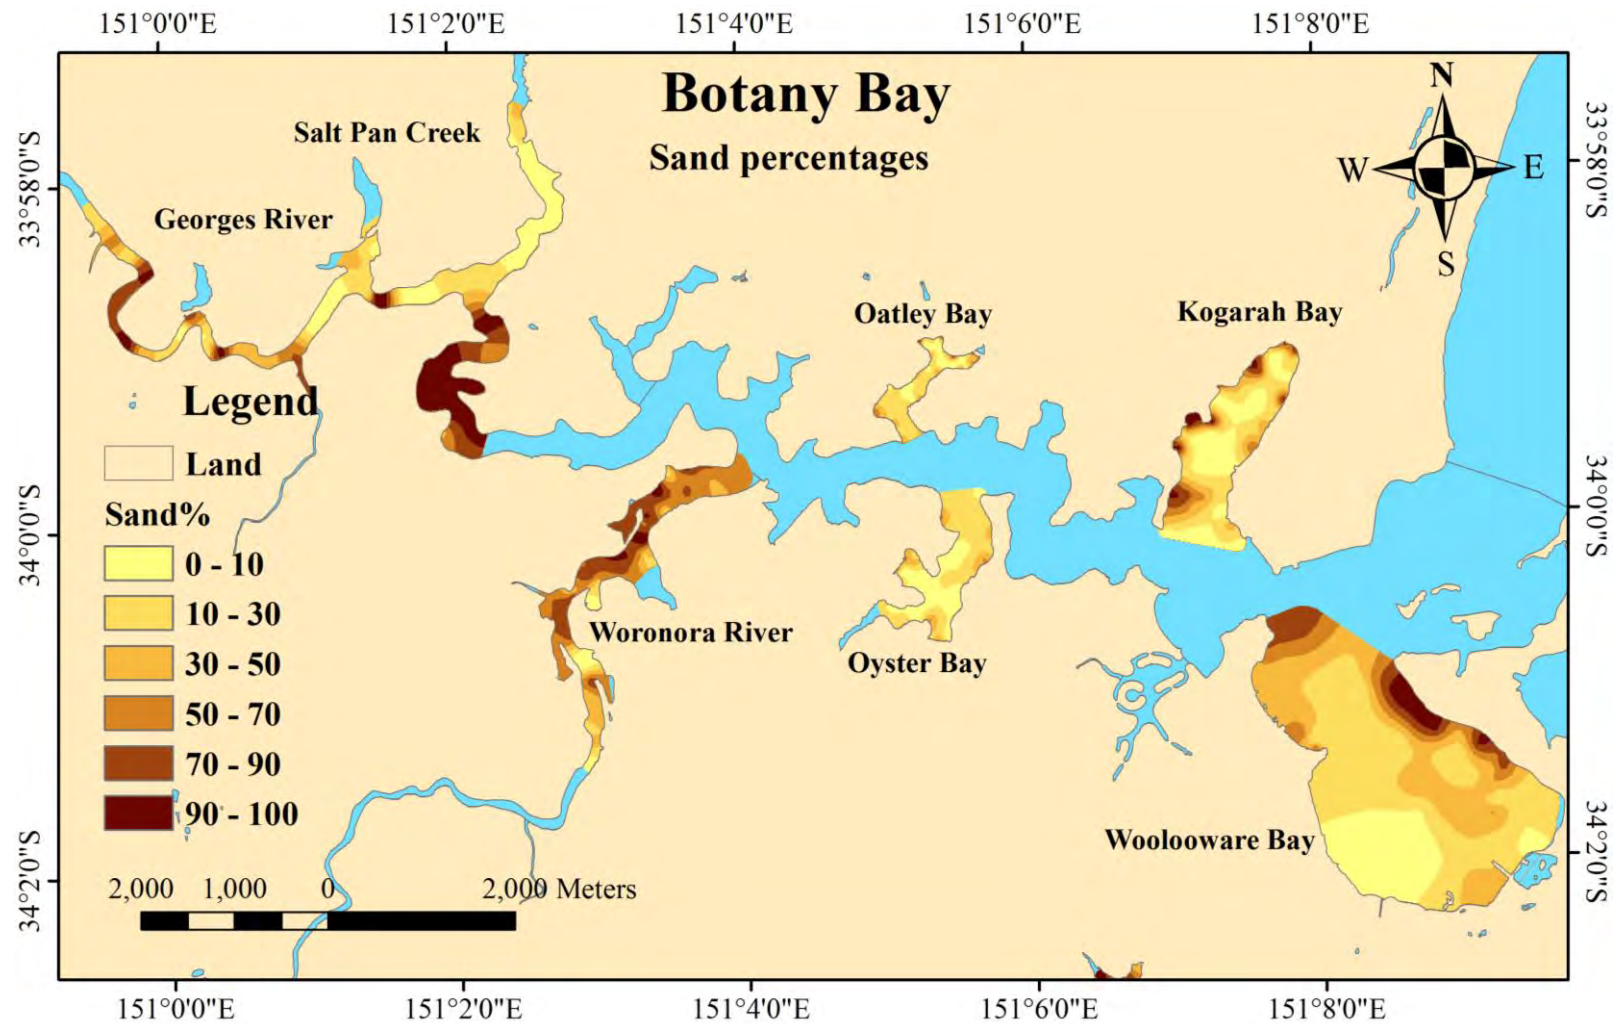 151°0'0"E 151°2'0"E 151°4'0"E 151°6'0"E 151°8'0"E
Botany Bay
Sand percentages
N
W E
S
33°58'0"S
33°58'0"S
Salt Pan Creek
Georges River
Oatley Bay
Kogarah Bay
Legend
Land
Sand%
0 - 10
10 - 30
30 - 50
50 - 70
70 - 90
90 - 100
34°0'0"S
34°0'0"S
Woronora River
Oyster Bay
Woolooware Bay
34°2'0"S
34°2'0"S
2,000 1,000 0 2,000 Meters
151°0'0"E 151°2'0"E 151°4'0"E 151°6'0"E 151°8'0"E